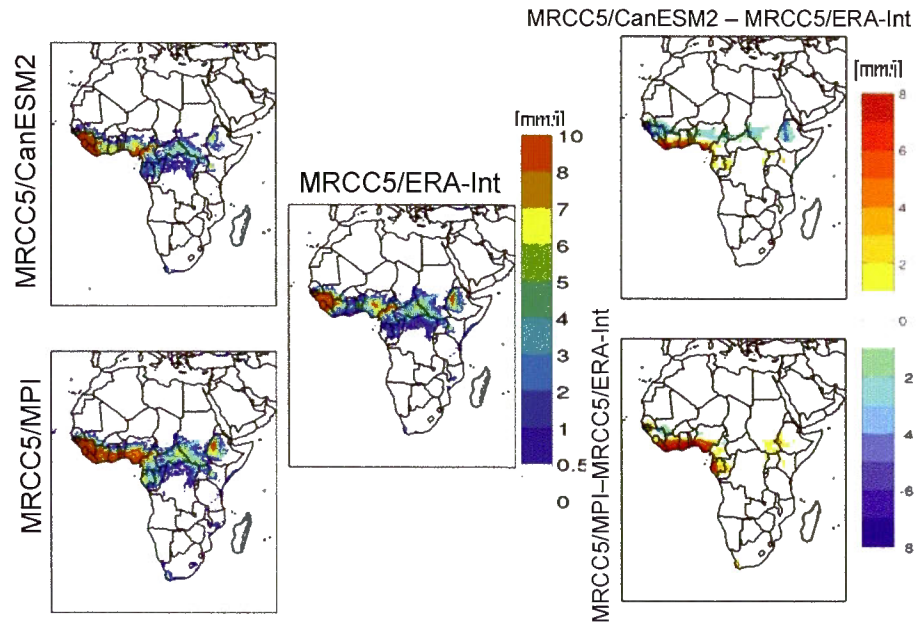 MRCC5/CanESM2 – MRCC5/ERA-Int
MRCC5/CanESM2
[mm/j]
8
6
4
2
0
2
4
6
8
MRCC5/ERA-Int
[mm/j]
10
8
7
6
5
4
3
2
1
0.5
0
MRCC5/MPI
MRCC5/MPI–MRCC5/ERA-Int